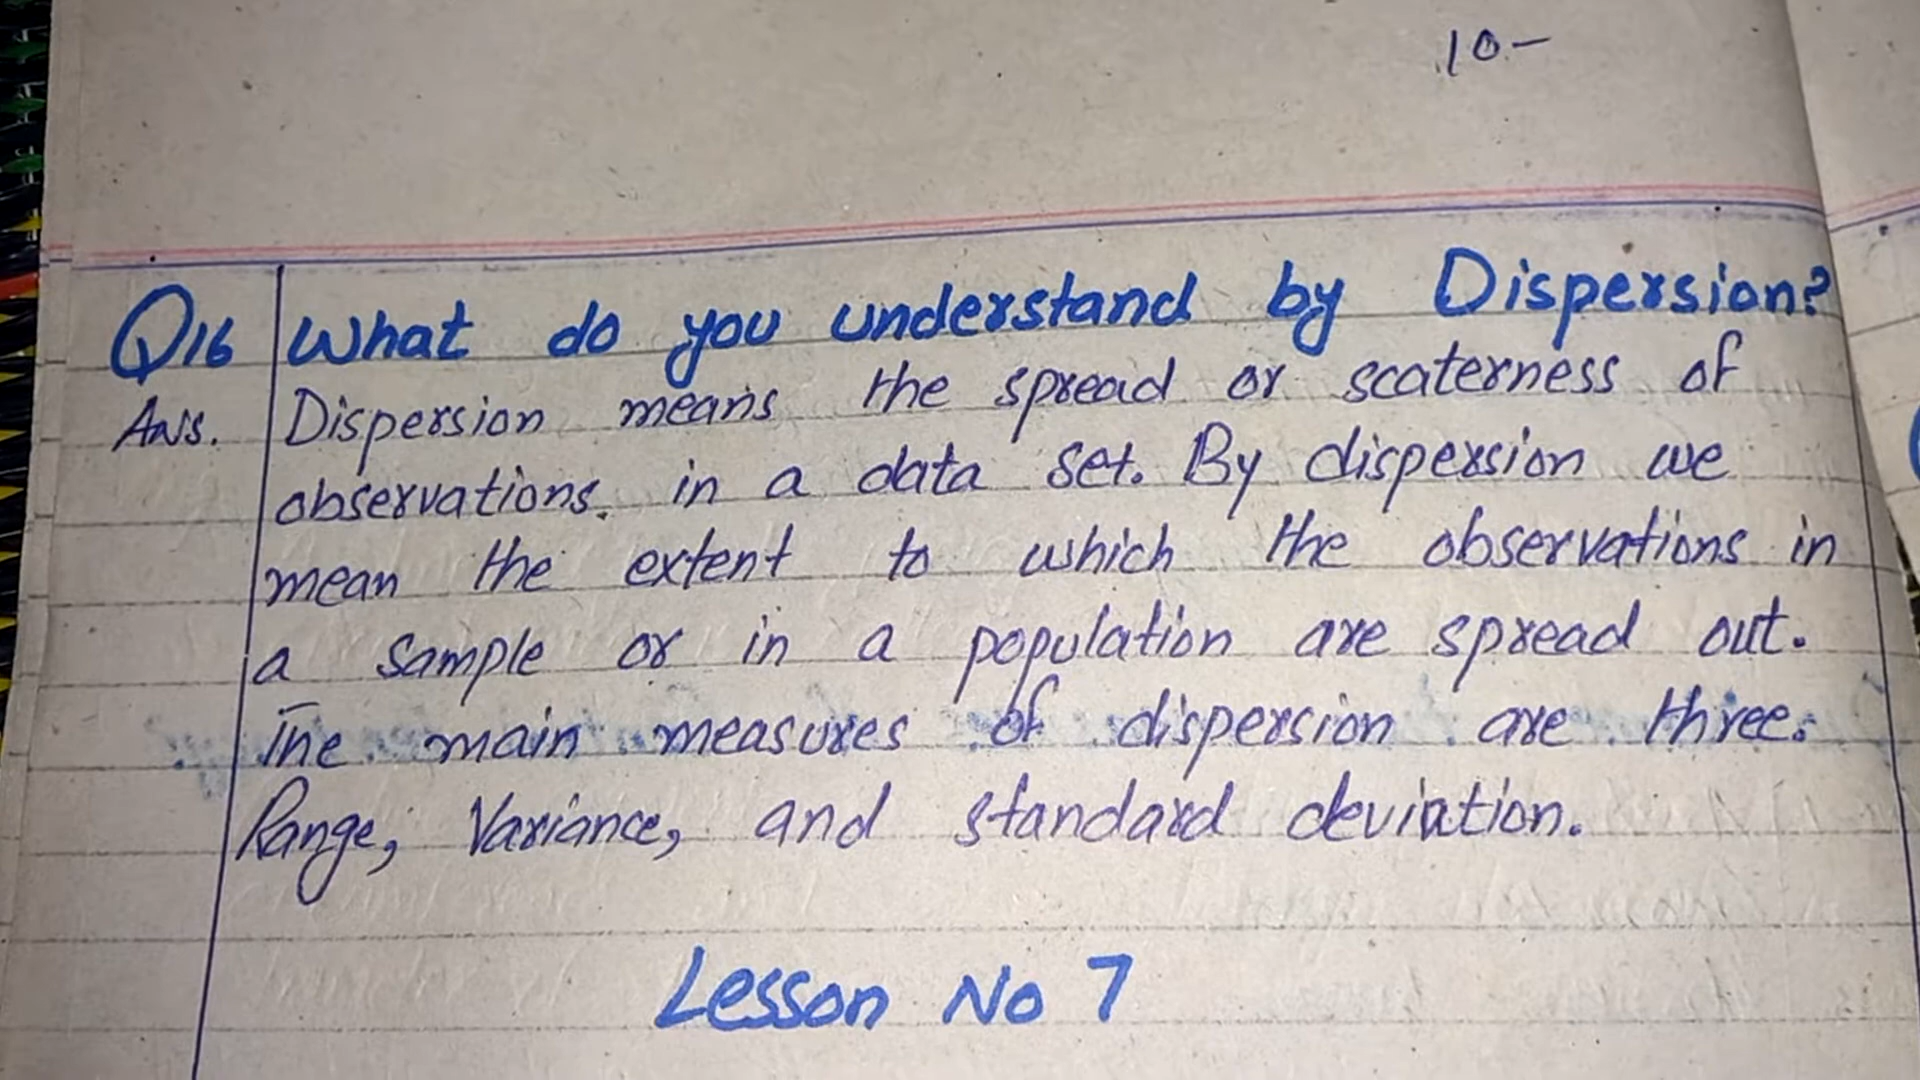 10-
Q16 What do you understand by Dispersion?
Ans. Dispersion means the spread or scaterness of
observations. in a data set. By dispersion we
mean the extent to which the observations in
a sample or in a population are spread out.
The main measures of dispersion are three.
Range, Variance, and standard deviation.
Lesson No 7